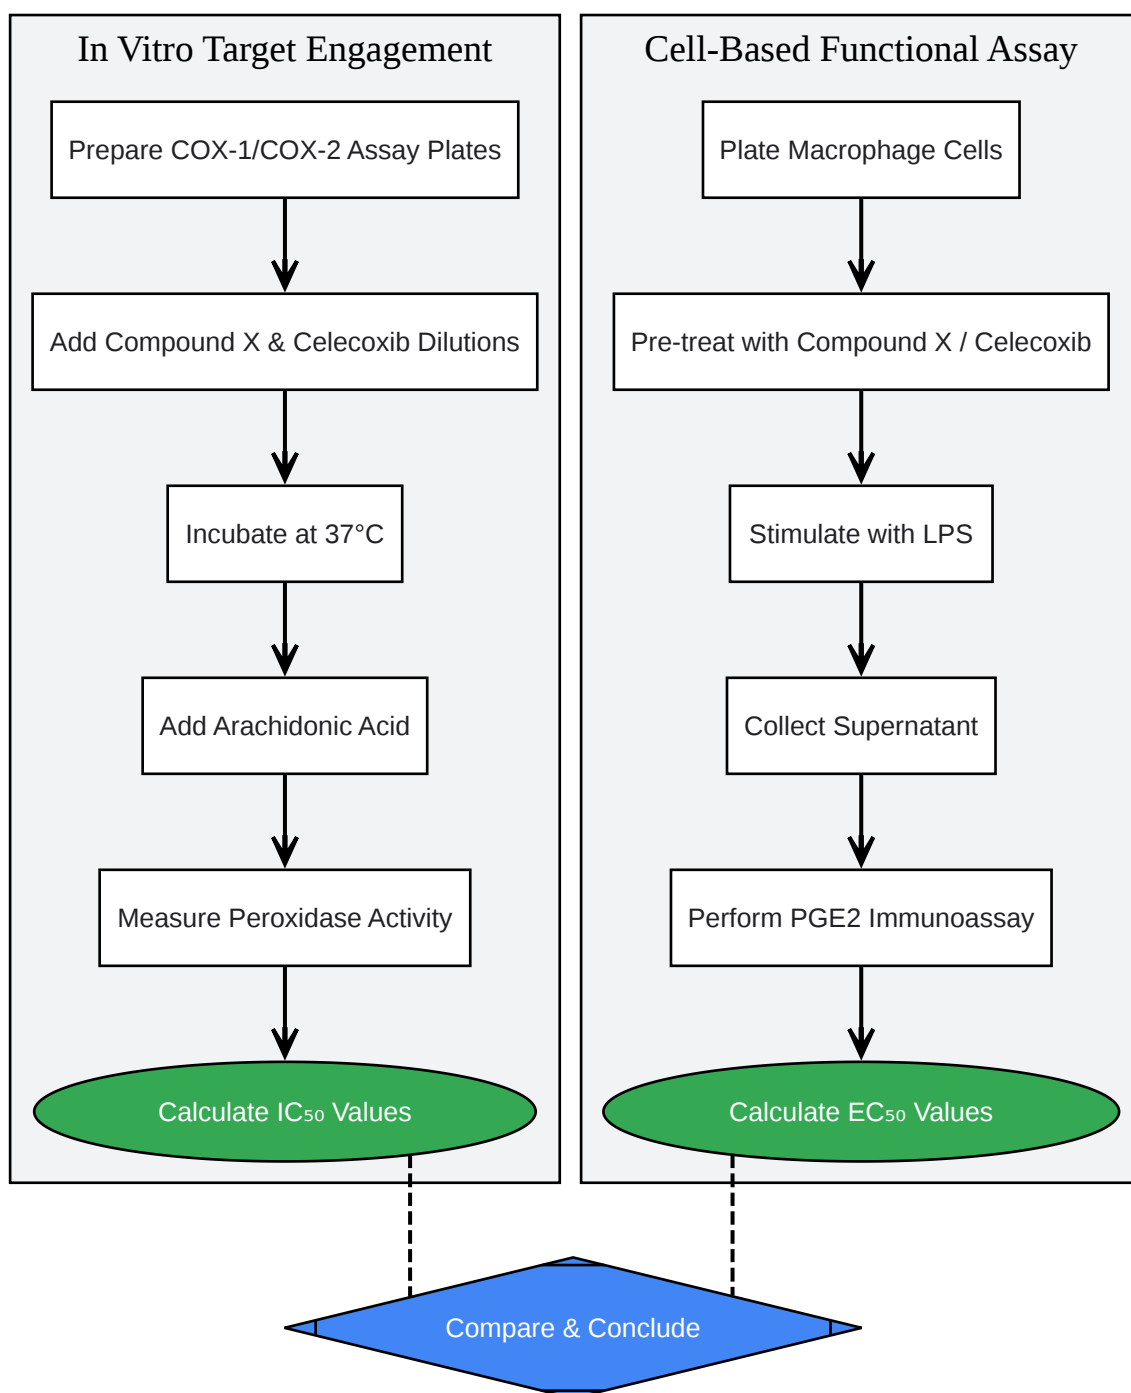 In Vitro Target Engagement
Prepare COX-1/COX-2 Assay Plates
Add Compound X & Celecoxib Dilutions
Incubate at 37°C
Add Arachidonic Acid
Measure Peroxidase Activity
Calculate IC₅₀ Values
Cell-Based Functional Assay
Plate Macrophage Cells
Pre-treat with Compound X / Celecoxib
Stimulate with LPS
Collect Supernatant
Perform PGE2 Immunoassay
Calculate EC₅₀ Values
Compare & Conclude